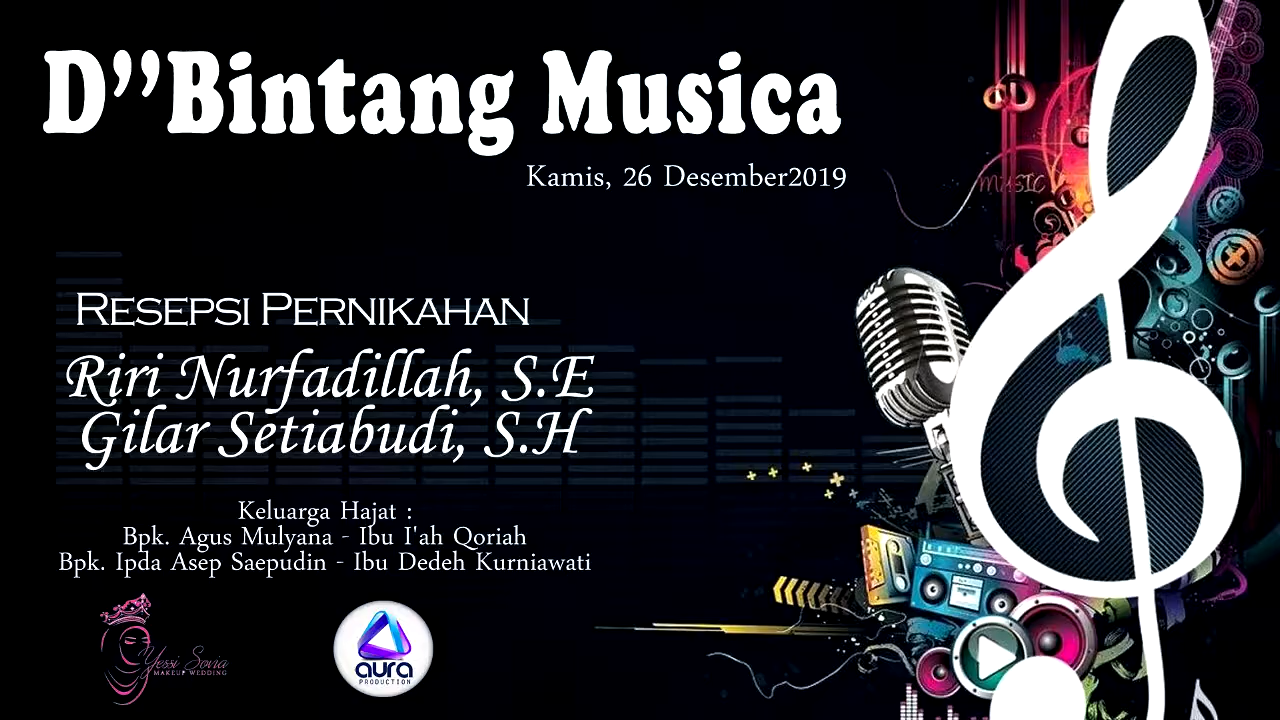 D”Bintang Musica
Kamis, 26 Desember2019
MUSIC
Resepsi Pernikahan
Riri Nurfadillah, S.E
Gilar Setiabudi, S.H
Keluarga Hajat :
Bpk. Agus Mulyana - Ibu I'ah Qoriah
Bpk. Ipda Asep Saepudin - Ibu Dedeh Kurniawati
Yessi Sovia
MAKEUP WEDDING
aura
PRODUCTION